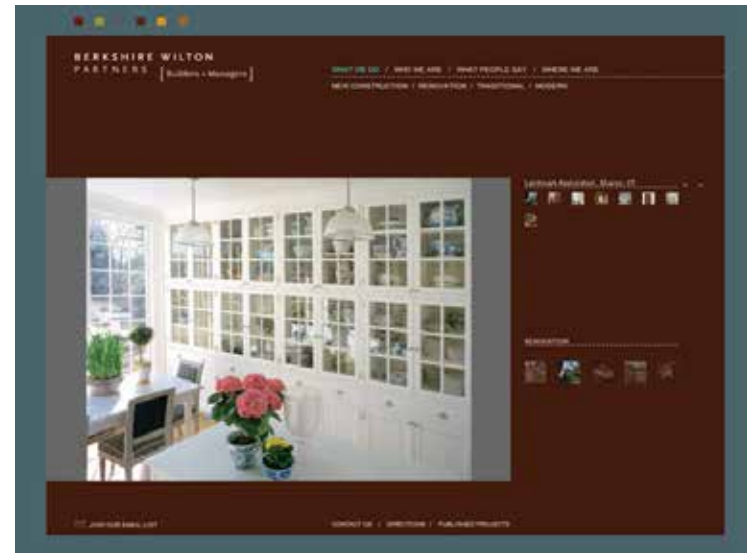 BERKSHIRE WILTON
PARTNERS [Builders + Managers]
WHAT WE DO / WHO WE ARE / WHAT PEOPLE SAY / WHERE WE ARE
NEW CONSTRUCTION / RENOVATION / TRADITIONAL / MODERN
RENOVATION
JOIN OUR EMAIL LIST
CONTACT US / DIRECTIONS / PUBLISHED PROJECTS